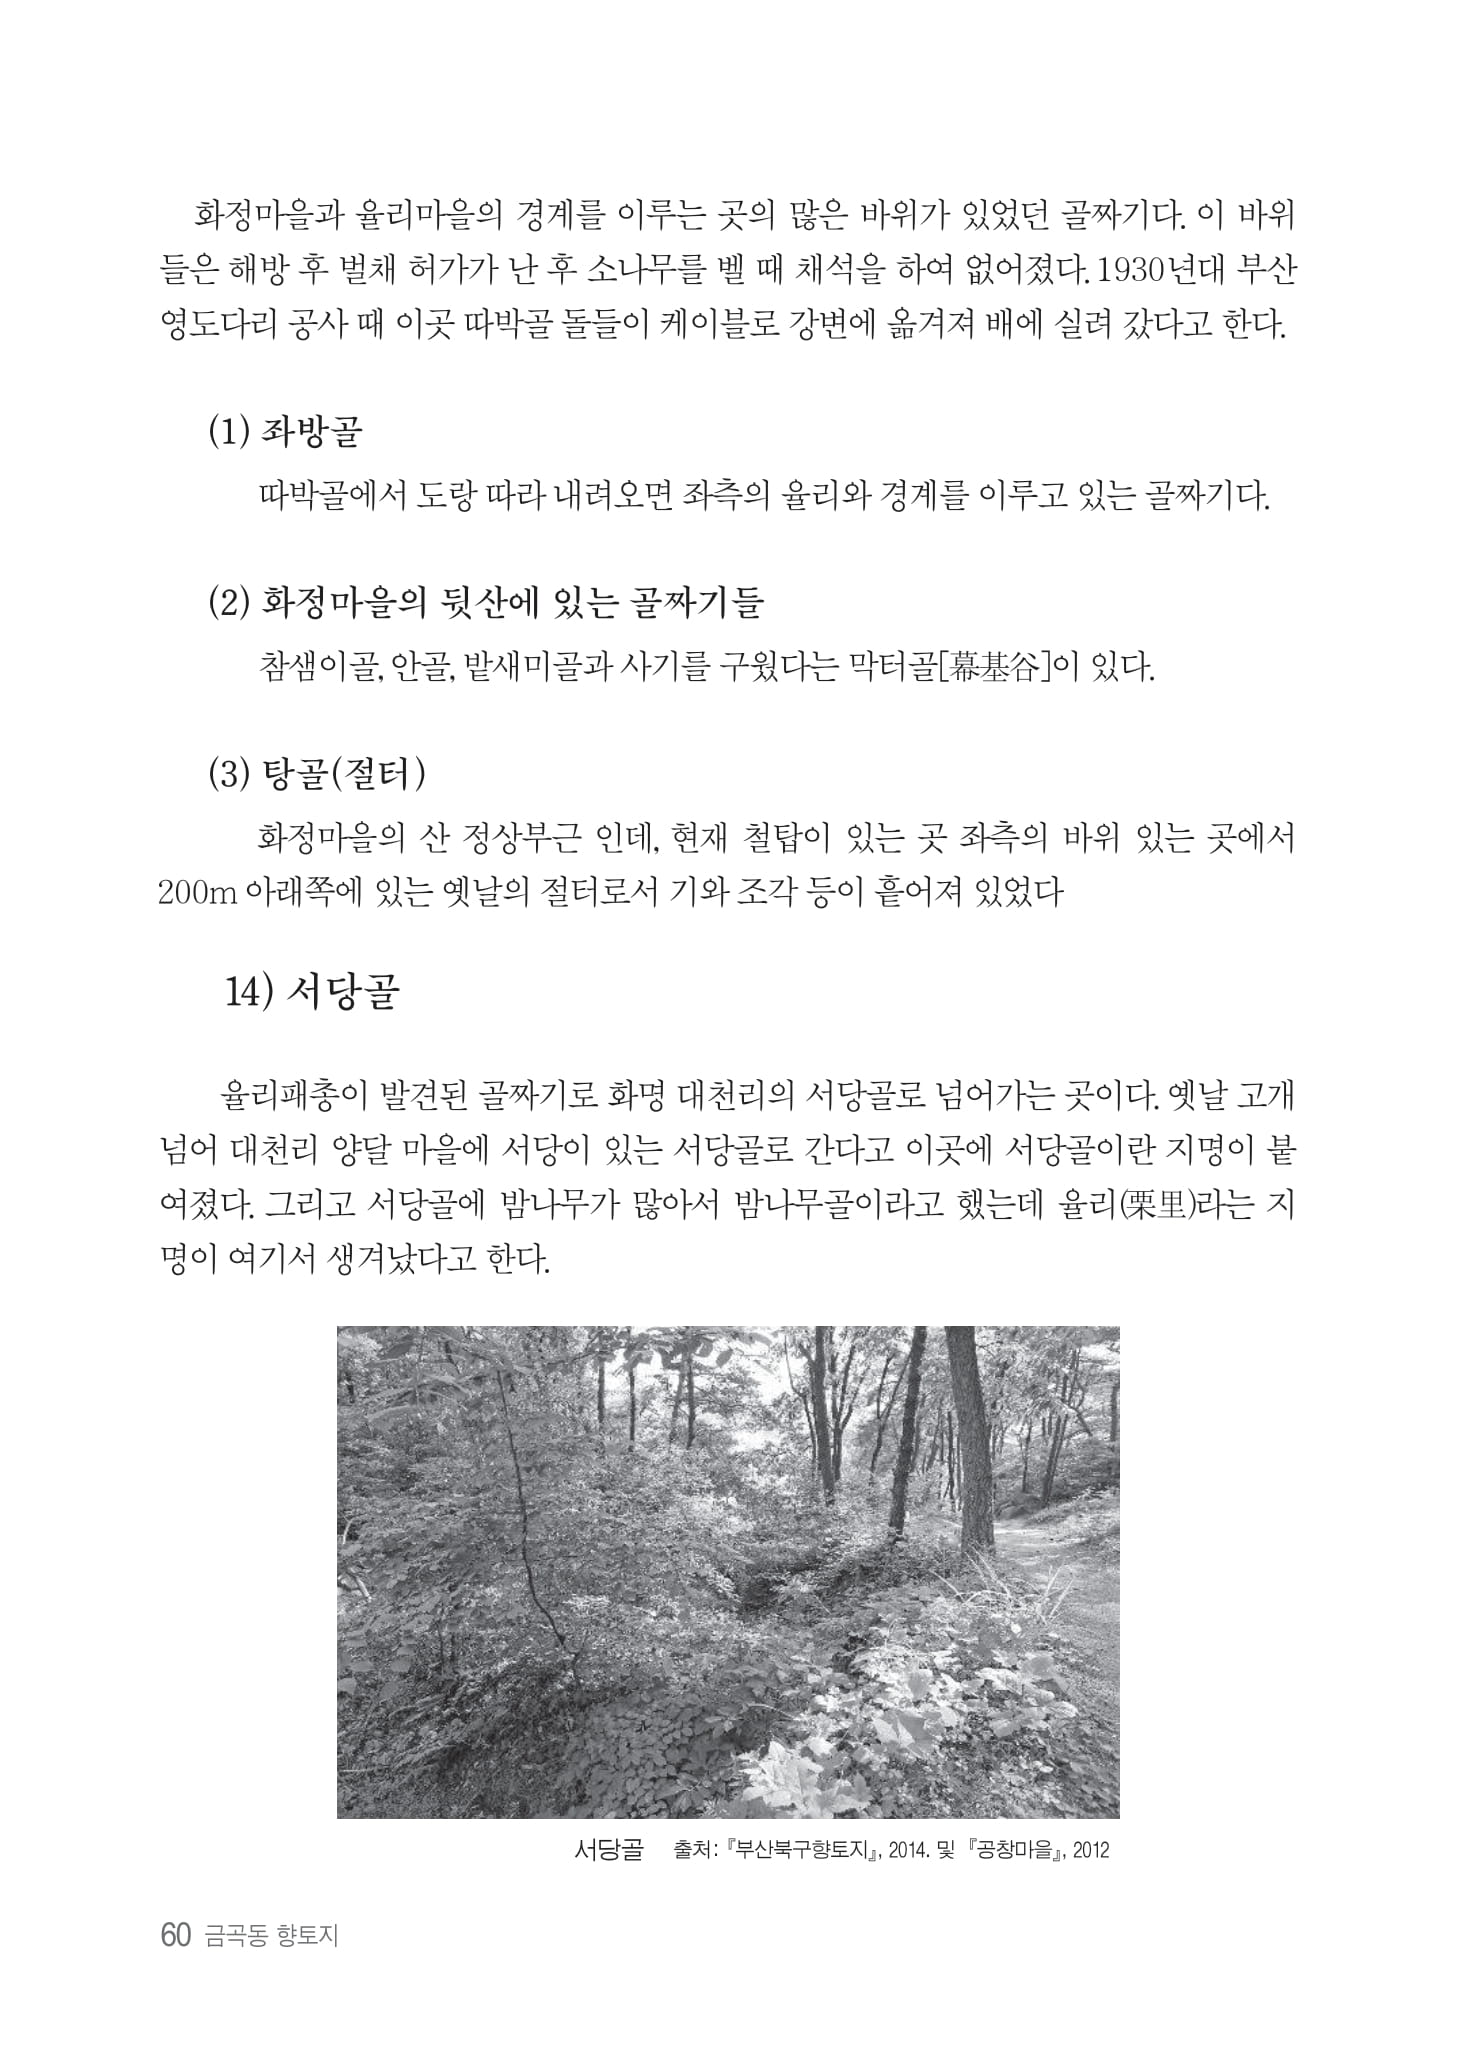 화정마을과 율리마을의 경계를 이루는 곳의 많은 바위가 있었던 골짜기다. 이 바위
들은 해방 후 벌채 허가가 난 후 소나무를 벨 때 채석을 하여 없어졌다. 1930년대 부산
영도다리 공사 때 이곳 따박골 돌들이 케이블로 강변에 옮겨져 배에 실려 갔다고 한다.
(1) 좌방골
따박골에서 도랑 따라 내려오면 좌측의 율리와 경계를 이루고 있는 골짜기다.
(2) 화정마을의 뒷산에 있는 골짜기들
참샘이골, 안골, 밭새미골과 사기를 구웠다는 막터골[幕基谷]이 있다.
(3) 탕골(절터)
화정마을의 산 정상부근 인데, 현재 철탑이 있는 곳 좌측의 바위 있는 곳에서
200m 아래쪽에 있는 옛날의 절터로서 기와 조각 등이 흩어져 있었다
14) 서당골
율리패총이 발견된 골짜기로 화명 대천리의 서당골로 넘어가는 곳이다. 옛날 고개
넘어 대천리 양달 마을에 서당이 있는 서당골로 간다고 이곳에 서당골이란 지명이 붙
여졌다. 그리고 서당골에 밤나무가 많아서 밤나무골이라고 했는데 율리(栗里)라는 지
명이 여기서 생겨났다고 한다.
서당골 출처:『부산북구향토지』, 2014. 및 『공창마을』, 2012
60 금곡동 향토지